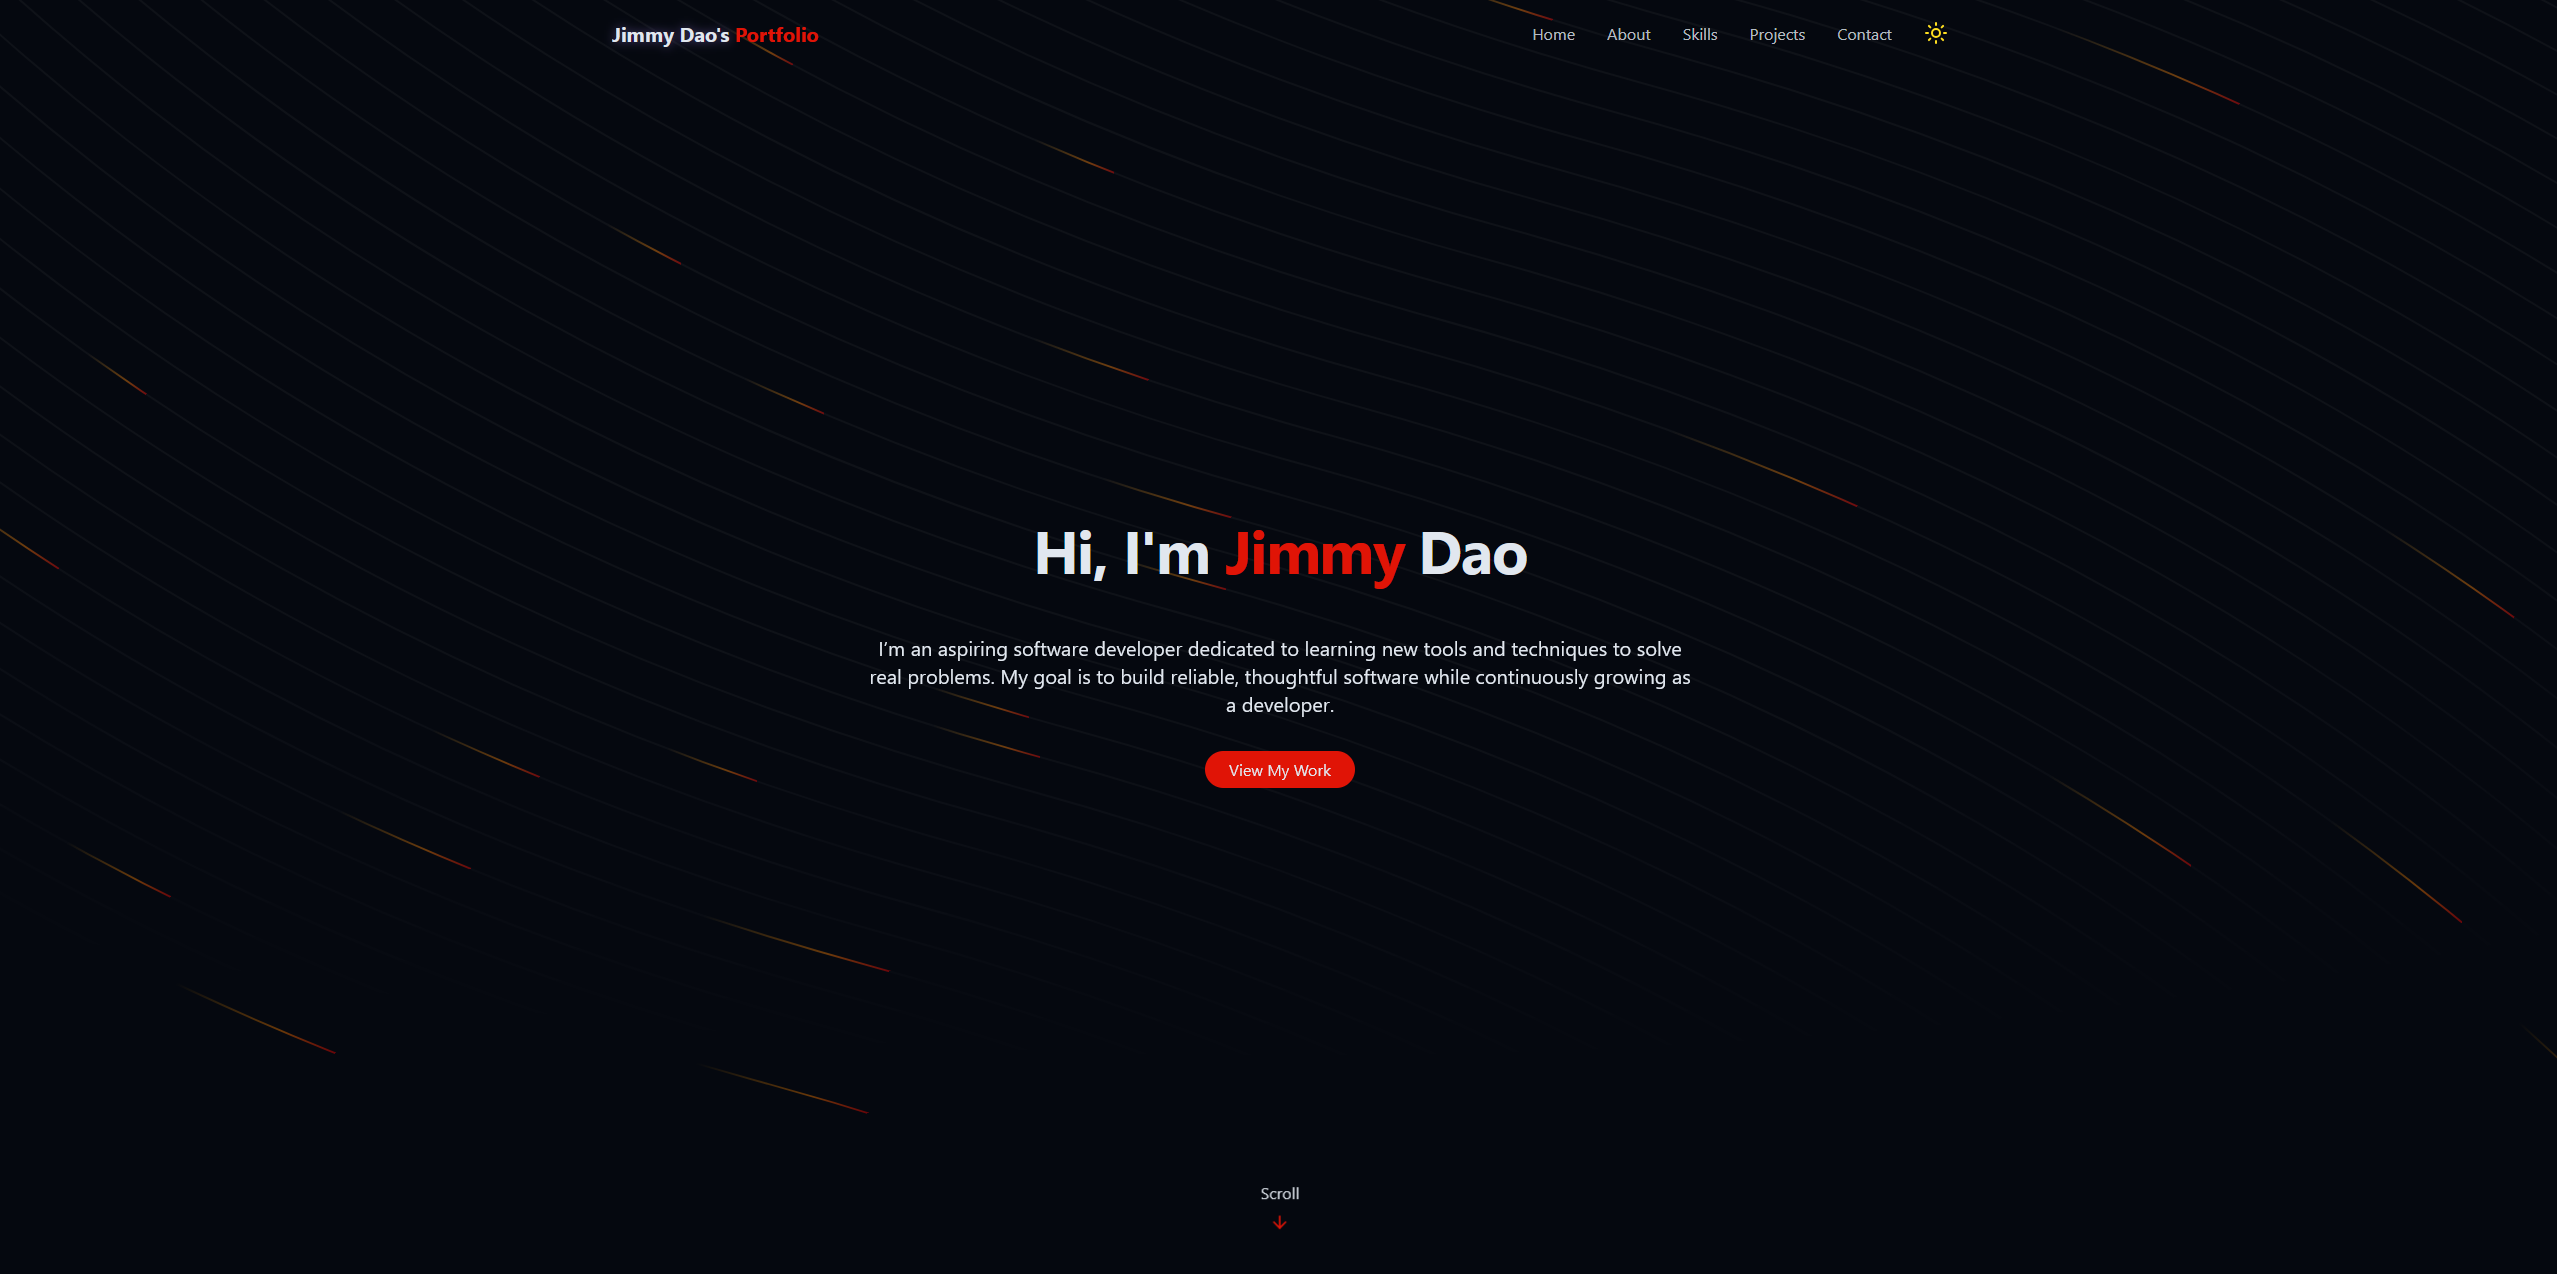 Jimmy Dao's Portfolio
Home About Skills Projects Contact
Hi, I'm Jimmy Dao
I’m an aspiring software developer dedicated to learning new tools and techniques to solve
real problems. My goal is to build reliable, thoughtful software while continuously growing as
a developer.
View My Work
Scroll